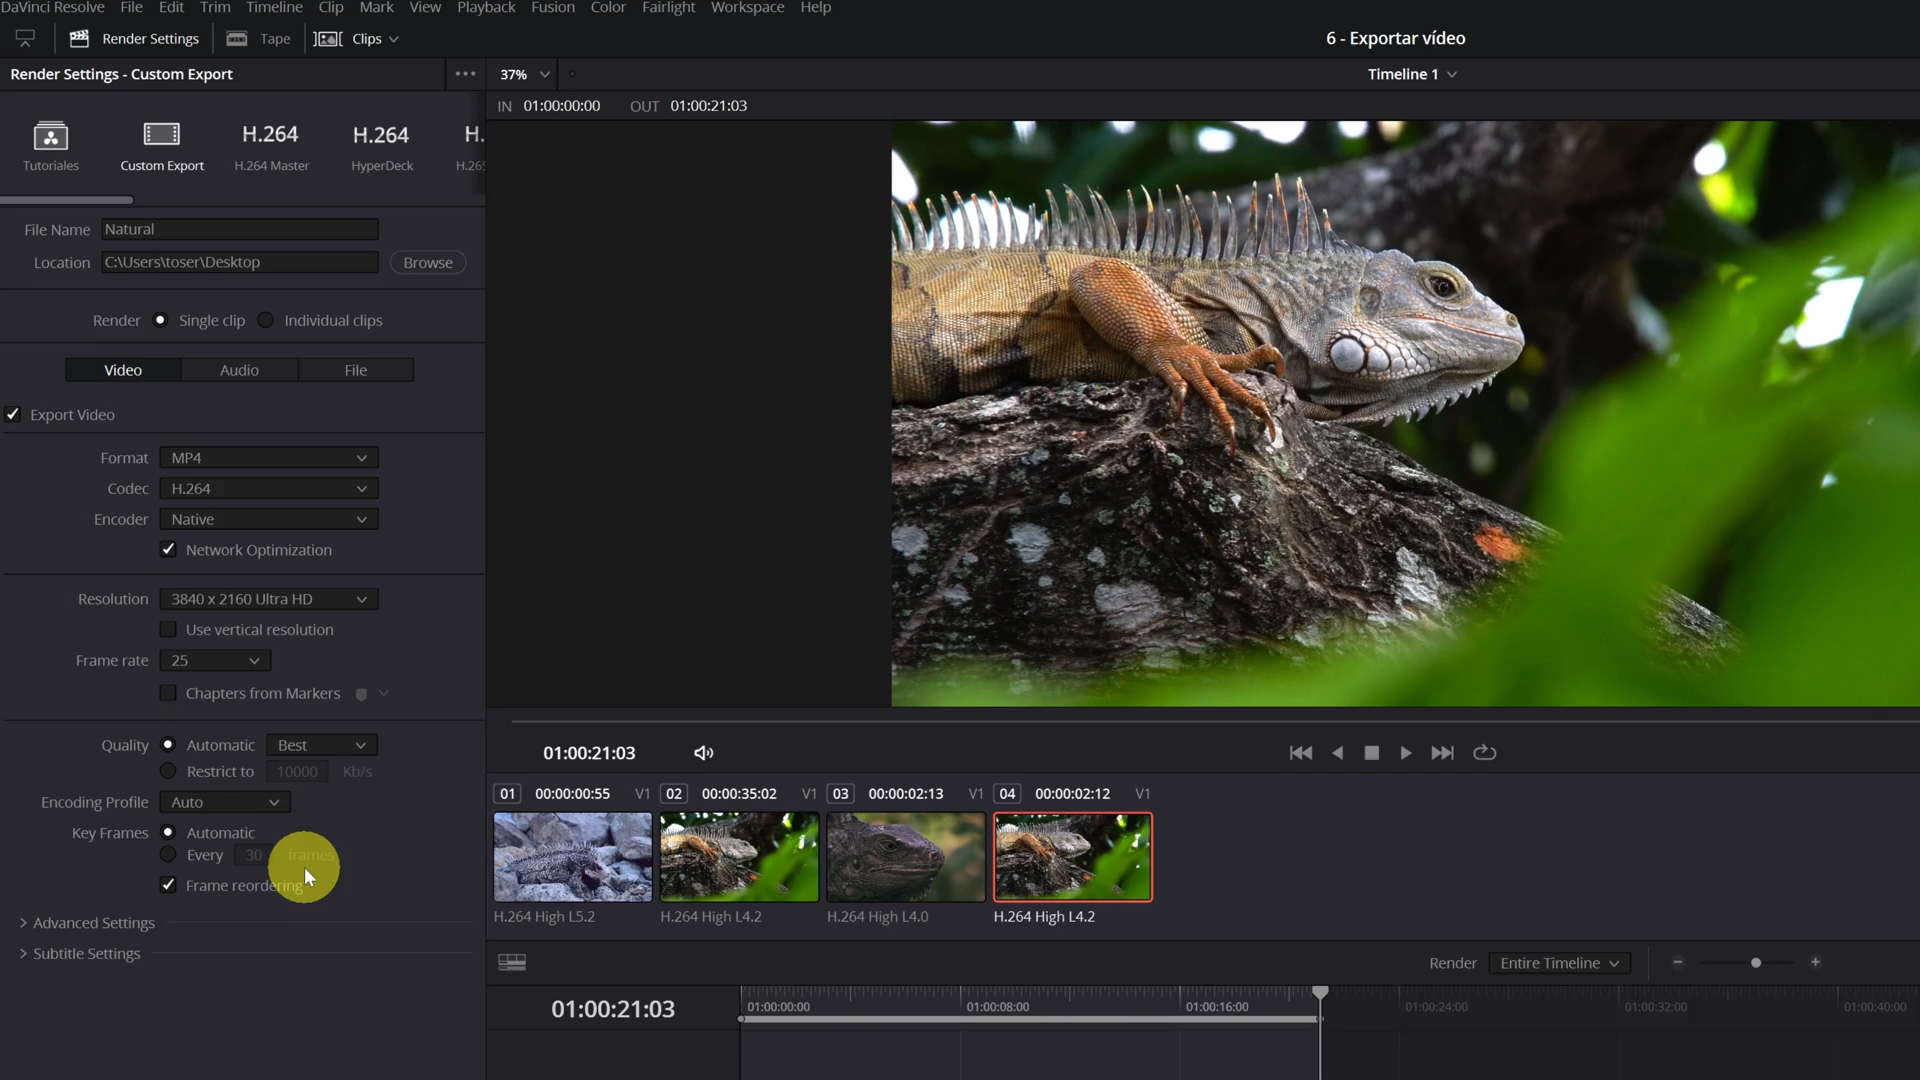 DaVinci Resolve File Edit Trim Timeline Clip Mark View Playback Fusion Color Fairlight Workspace Help
Render Settings Tape Clips 6 - Exportar vídeo
Render Settings - Custom Export 37% Timeline 1
IN 01:00:00:00 OUT 01:00:21:03
H.264 H.264 H.
Tutoriales Custom Export H.264 Master HyperDeck H.265
File Name Natural
Location C:\Users\toser\Desktop Browse
Render Single clip Individual clips
Video Audio File
Export Video
Format MP4
Codec H.264
Encoder Native
Network Optimization
Resolution 3840 x 2160 Ultra HD
Use vertical resolution
Frame rate 25
Chapters from Markers
Quality Automatic Best
Restrict to 10000 Kb/s
Encoding Profile Auto
Key Frames Automatic
Every 30 frames
Frame reordering
Advanced Settings
Subtitle Settings
01:00:21:03
01 00:00:00:55 V1 02 00:00:35:02 V1 03 00:00:02:13 V1 04 00:00:02:12 V1
H.264 High L5.2 H.264 High L4.2 H.264 High L4.0 H.264 High L4.2
Render Entire Timeline
01:00:21:03 01:00:00:00 01:00:08:00 01:00:16:00 01:00:24:00 01:00:32:00 01:00:40:00